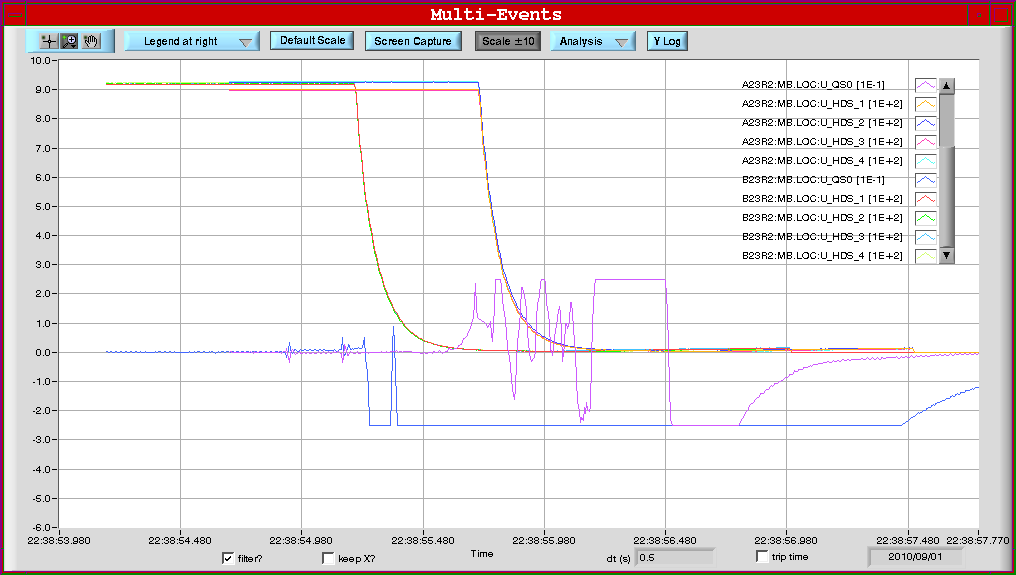 Multi-Events
Legend at right Default Scale Screen Capture Scale ±10 Analysis Y Log
10.0
9.0
8.0
7.0
6.0
5.0
4.0
3.0
2.0
1.0
0.0
-1.0
-2.0
-3.0
-4.0
-5.0
-6.0
A23R2:MB.LOC:U_QS0 [1E-1]
A23R2:MB.LOC:U_HDS_1 [1E+2]
A23R2:MB.LOC:U_HDS_2 [1E+2]
A23R2:MB.LOC:U_HDS_3 [1E+2]
A23R2:MB.LOC:U_HDS_4 [1E+2]
B23R2:MB.LOC:U_QS0 [1E-1]
B23R2:MB.LOC:U_HDS_1 [1E+2]
B23R2:MB.LOC:U_HDS_2 [1E+2]
B23R2:MB.LOC:U_HDS_3 [1E+2]
B23R2:MB.LOC:U_HDS_4 [1E+2]
22:38:53.980 22:38:54.480 22:38:54.980 22:38:55.480 22:38:55.980 22:38:56.480 22:38:56.980 22:38:57.480 22:38:57.770
filter? keep X? Time dt (s) 0.5 trip time 2010/09/01